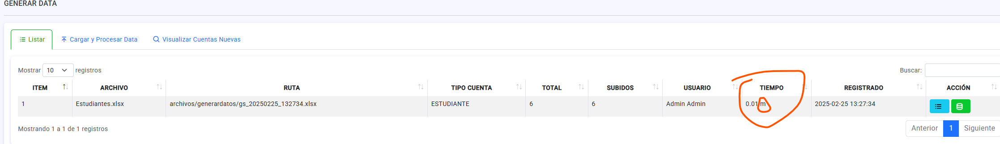 GENERAR DATA
Listar Cargar y Procesar Data Visualizar Cuentas Nuevas
Mostrar 10 registros Buscar:
ITEM ARCHIVO RUTA TIPO CUENTA TOTAL SUBIDOS USUARIO TIEMPO REGISTRADO ACCIÓN
1 Estudiantes.xlsx archivos/generardatos/gs_20250225_132734.xlsx ESTUDIANTE 6 6 Admin Admin 0.01 m 2025-02-25 13:27:34
Mostrando 1 a 1 de 1 registros Anterior 1 Siguiente